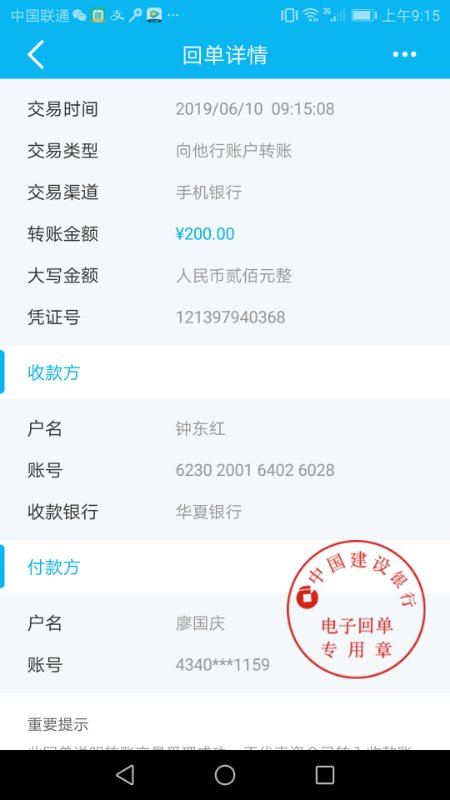 中国联通 3G 上午9:15
回单详情
交易时间 2019/06/10 09:15:08
交易类型 向他行账户转账
交易渠道 手机银行
转账金额 ¥200.00
大写金额 人民币贰佰元整
凭证号 121397940368
收款方
户名 钟东红
账号 6230 2001 6402 6028
收款银行 华夏银行
付款方
户名 廖国庆
账号 4340***1159
中国建设银行
电子回单
专用章
重要提示